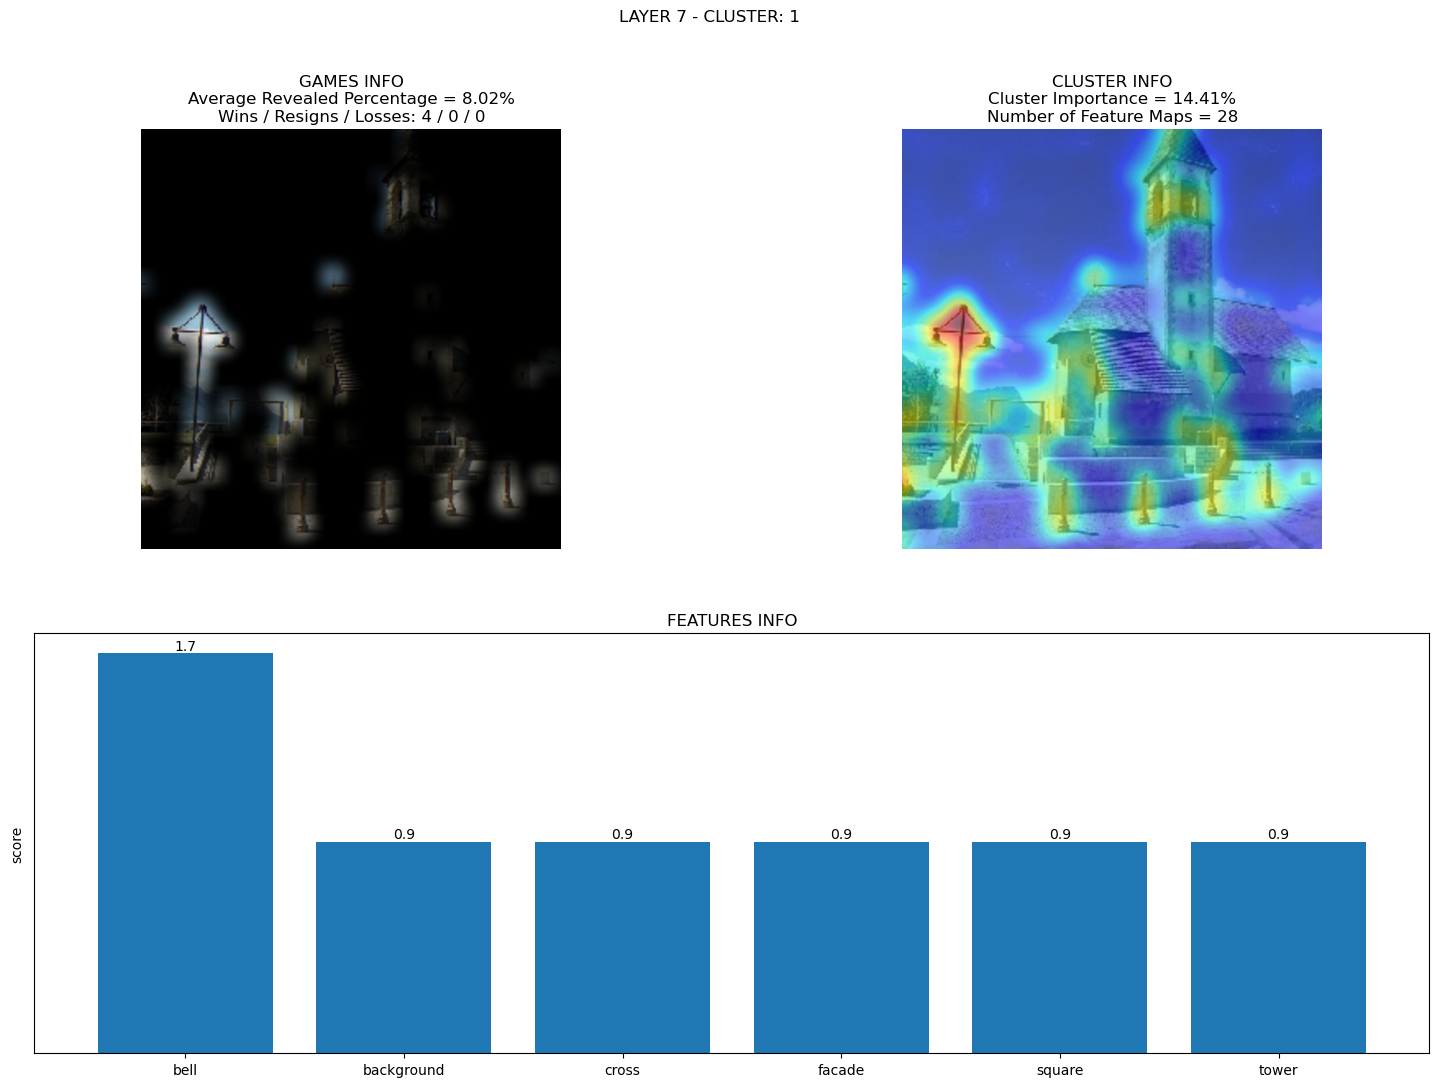 LAYER 7 - CLUSTER: 1
GAMES INFO
Average Revealed Percentage = 8.02%
Wins / Resigns / Losses: 4 / 0 / 0
CLUSTER INFO
Cluster Importance = 14.41%
Number of Feature Maps = 28
FEATURES INFO
score
1.7
0.9
0.9
0.9
0.9
0.9
bell
background
cross
facade
square
tower